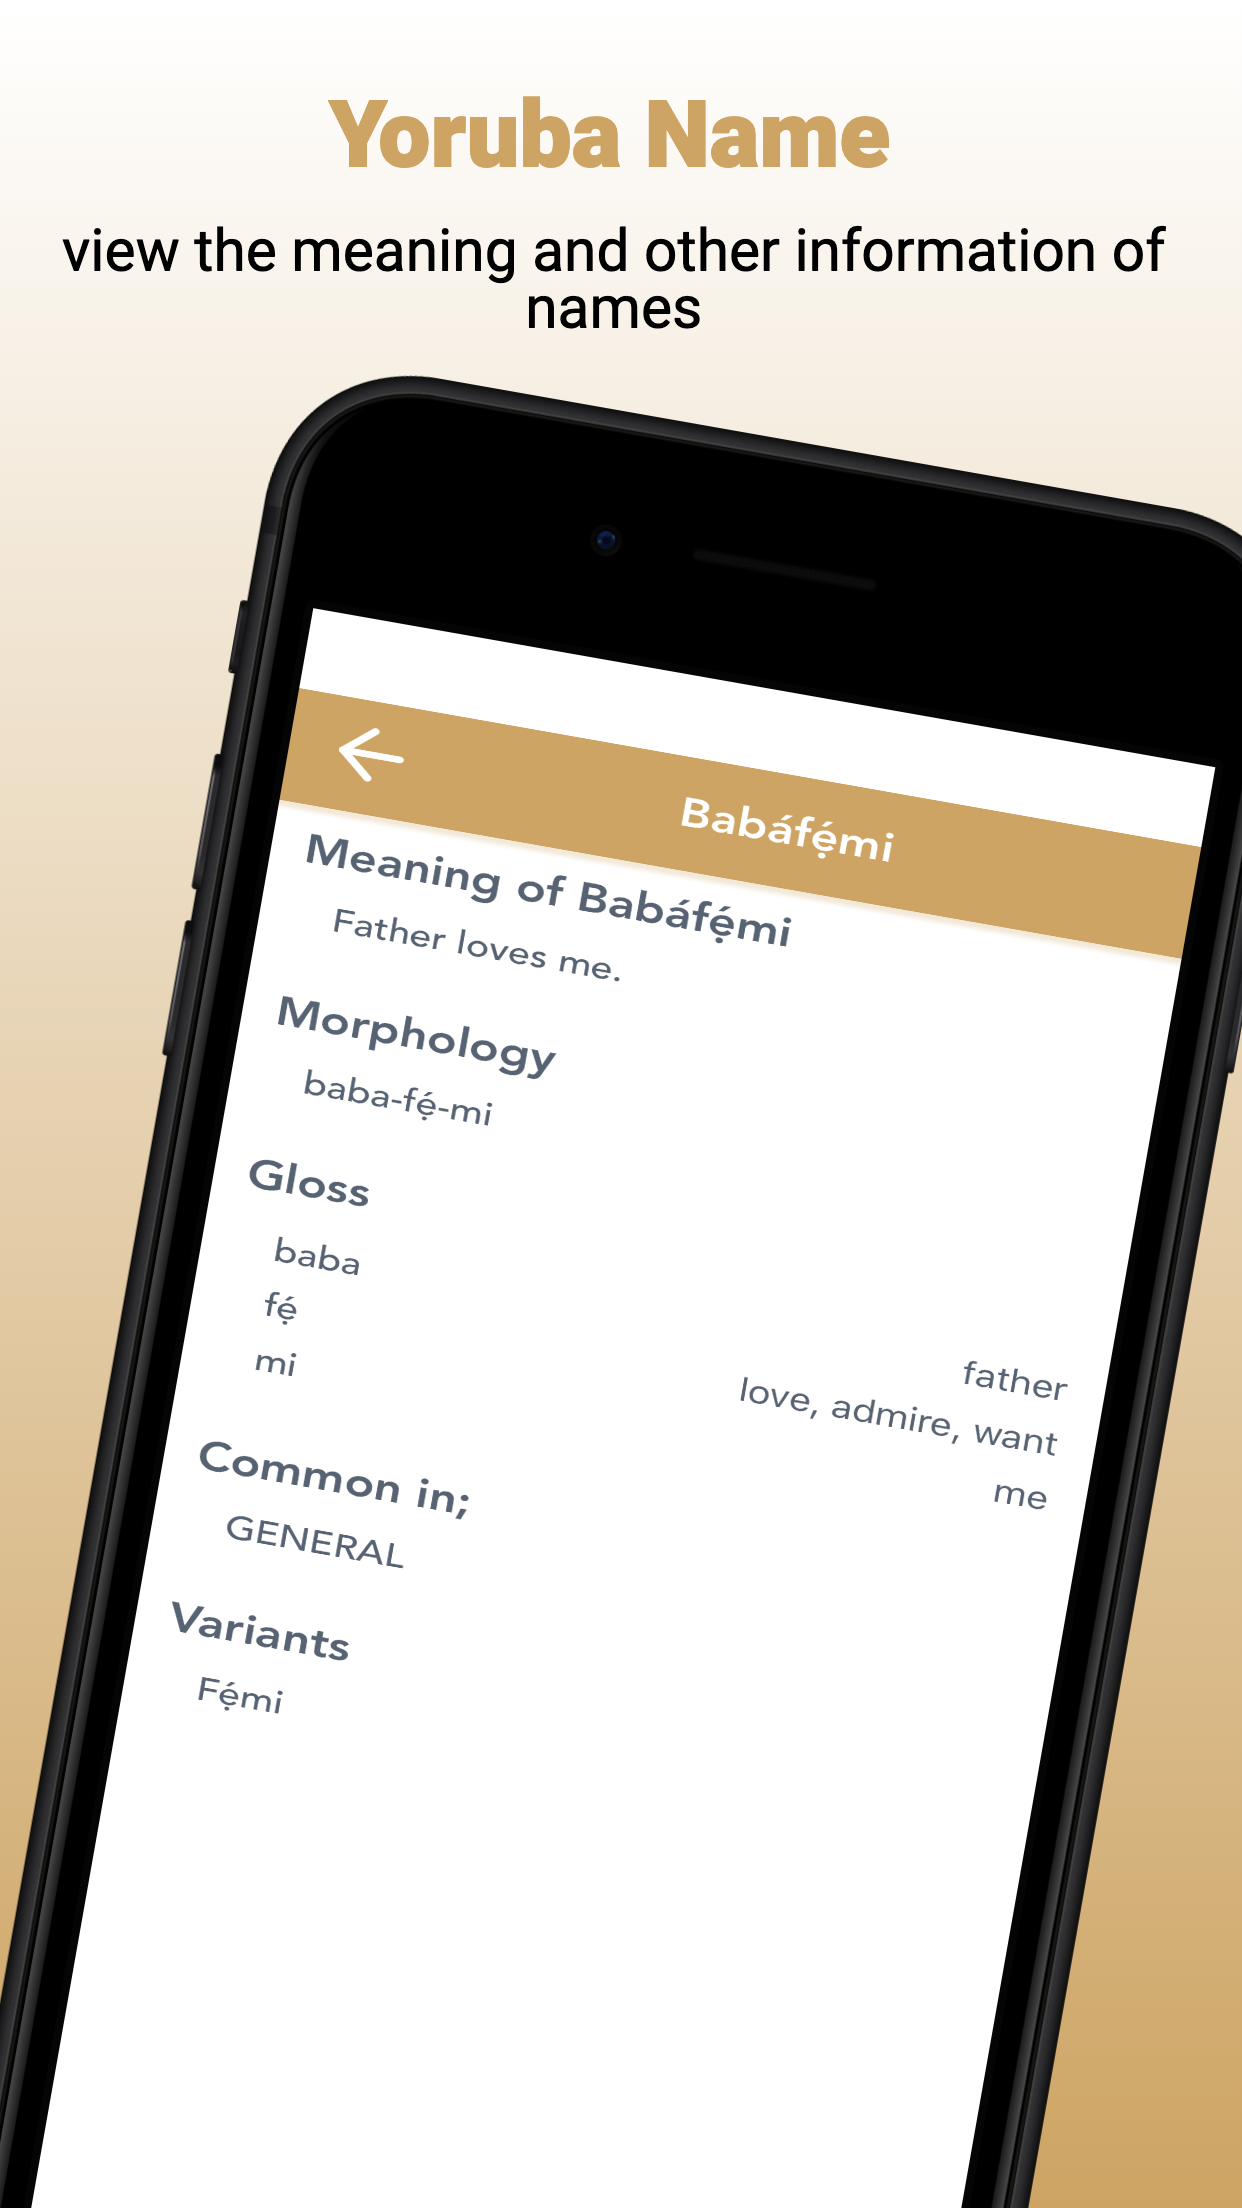 Yoruba Name
view the meaning and other information of
names
Babáfẹ́mi
Meaning of Babáfẹ́mi
Father loves me.
Morphology
baba-fẹ́-mi
Gloss
baba father
fẹ́ love, admire, want
mi me
Common in;
GENERAL
Variants
Fẹ́mi